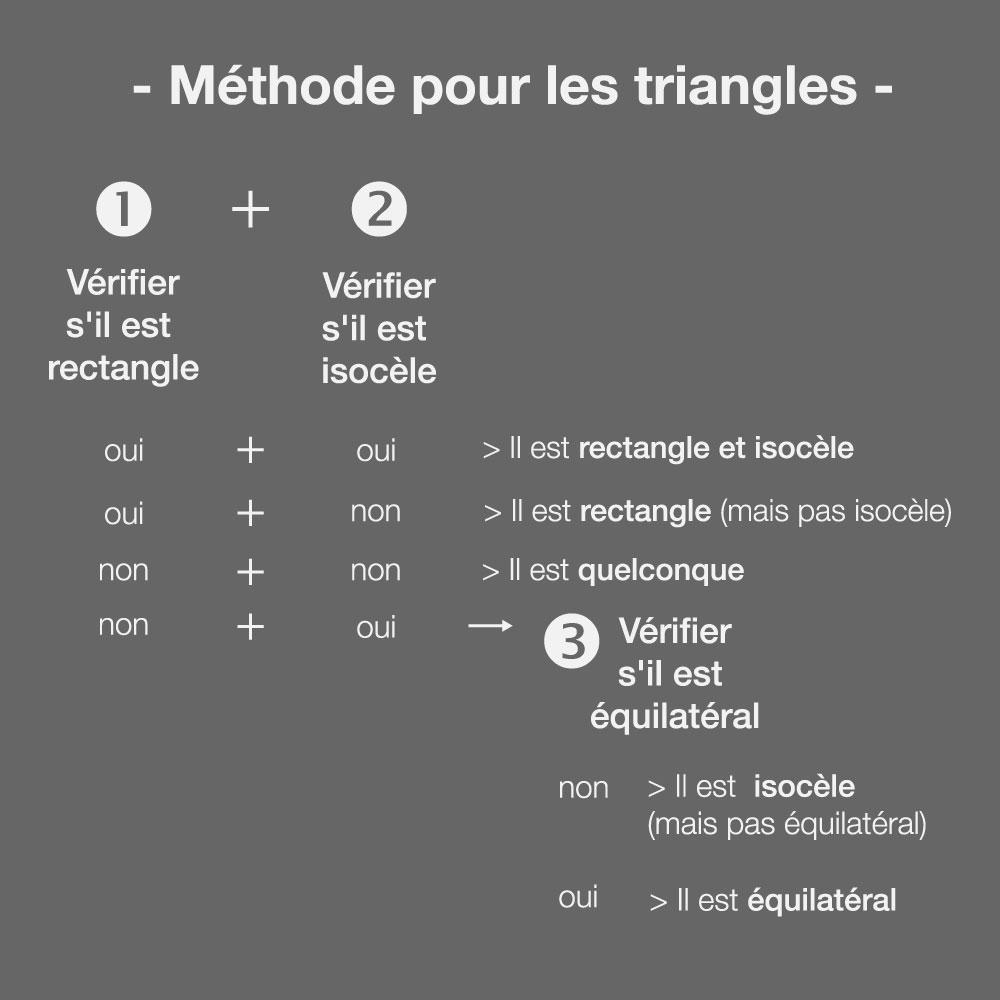 - Méthode pour les triangles -
1 + 2
Vérifier
s'il est
rectangle
Vérifier
s'il est
isocèle
oui + oui > Il est rectangle et isocèle
oui + non > Il est rectangle (mais pas isocèle)
non + non > Il est quelconque
non + oui →
3 Vérifier
s'il est
équilatéral
non > Il est isocèle
(mais pas équilatéral)
oui > Il est équilatéral